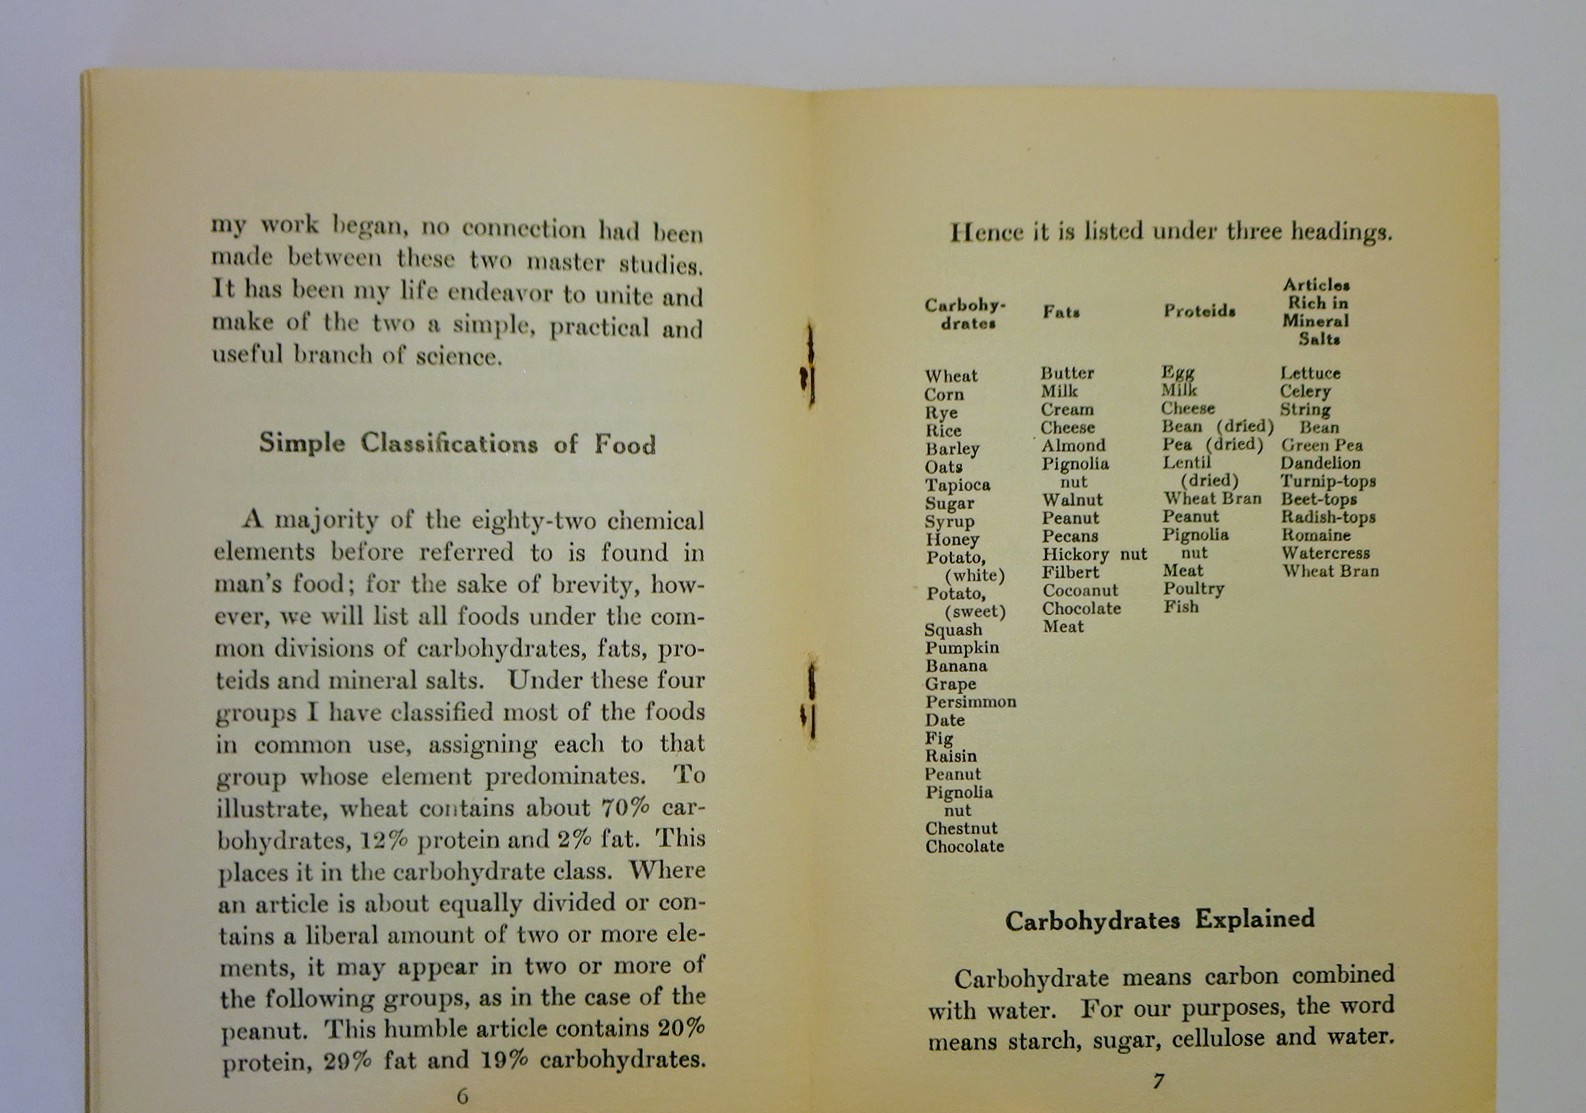 my work began, no connection had been
made between these two master studies.
It has been my life endeavor to unite and
make of the two a simple, practical and
useful branch of science.
Simple Classifications of Food
A majority of the eighty-two chemical
elements before referred to is found in
man's food; for the sake of brevity, how-
ever, we will list all foods under the com-
mon divisions of carbohydrates, fats, pro-
teids and mineral salts. Under these four
groups I have classified most of the foods
in common use, assigning each to that
group whose element predominates. To
illustrate, wheat contains about 70% car-
bohydrates, 12% protein and 2% fat. This
places it in the carbohydrate class. Where
an article is about equally divided or con-
tains a liberal amount of two or more ele-
ments, it may appear in two or more of
the following groups, as in the case of the
peanut. This humble article contains 20%
protein, 29% fat and 19% carbohydrates.
6
Hence it is listed under three headings.
Carbohy-
drates
Wheat
Corn
Rye
Rice
Barley
Oats
Tapioca
Sugar
Syrup
Honey
Potato,
(white)
Potato,
(sweet)
Squash
Pumpkin
Banana
Grape
Persimmon
Date
Fig
Raisin
Peanut
Pignolia
nut
Chestnut
Chocolate
Fats
Butter
Milk
Cream
Cheese
Almond
Pignolia
nut
Walnut
Peanut
Pecans
Hickory nut
Filbert
Cocoanut
Chocolate
Meat
Proteids
Egg
Milk
Cheese
Bean (dried)
Pea (dried)
Lentil
(dried)
Wheat Bran
Peanut
Pignolia
nut
Meat
Poultry
Fish
Articles
Rich in
Mineral
Salts
Lettuce
Celery
String
Bean
Green Pea
Dandelion
Turnip-tops
Beet-tops
Radish-tops
Romaine
Watercress
Wheat Bran
Carbohydrates Explained
Carbohydrate means carbon combined
with water. For our purposes, the word
means starch, sugar, cellulose and water.
7